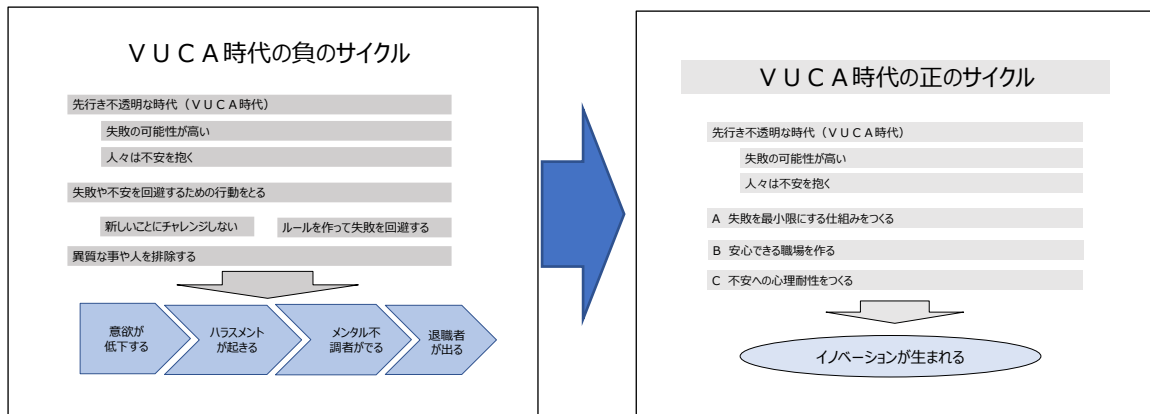 ＶＵＣＡ時代の負のサイクル
先行き不透明な時代（ＶＵＣＡ時代）
失敗の可能性が高い
人々は不安を抱く
失敗や不安を回避するための行動をとる
新しいことにチャレンジしない
ルールを作って失敗を回避する
異質な事や人を排除する
意欲が
低下する
ハラスメント
が起きる
メンタル不
調者がでる
退職者
が出る
ＶＵＣＡ時代の正のサイクル
先行き不透明な時代（ＶＵＣＡ時代）
失敗の可能性が高い
人々は不安を抱く
Ａ 失敗を最小限にする仕組みをつくる
Ｂ 安心できる職場を作る
Ｃ 不安への心理耐性をつくる
イノベーションが生まれる